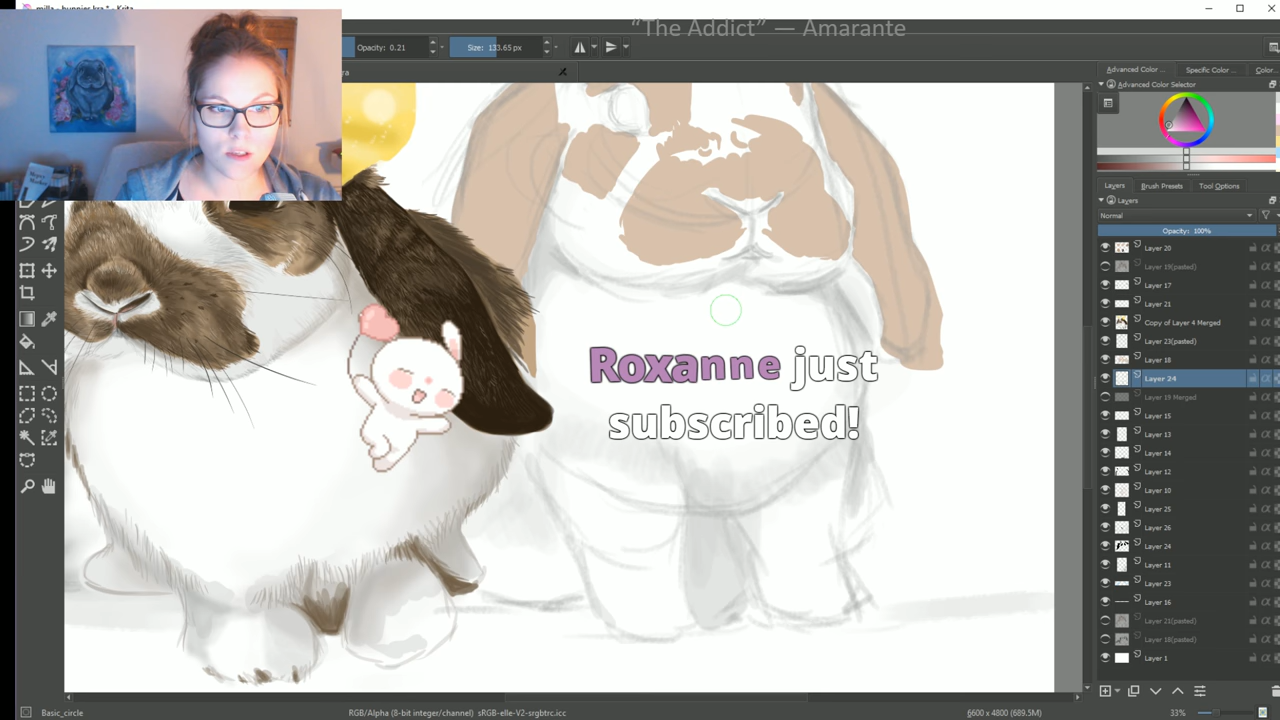 milla - bunnies.kra * - Krita
"The Addict" — Amarante
Opacity: 0.21
Size: 133.65 px
Advanced Color ...
Specific Color ...
Color...
Advanced Color Selector
Layers
Brush Presets
Tool Options
Layers
Normal
Opacity: 100%
Layer 20
Layer 19(pasted)
Layer 17
Layer 21
Copy of Layer 4 Merged
Layer 23(pasted)
Layer 18
Layer 34
Layer 19 Merged
Layer 15
Layer 13
Layer 14
Layer 12
Layer 10
Layer 25
Layer 26
Layer 24
Layer 11
Layer 23
Layer 16
Layer 21(pasted)
Layer 18(pasted)
Layer 1
Roxanne just
subscribed!
Basic_circle
RGB/Alpha (8-bit integer/channel) sRGB-elle-V2-srgbtrc.icc
6600 x 4800 (689.5M)
33%